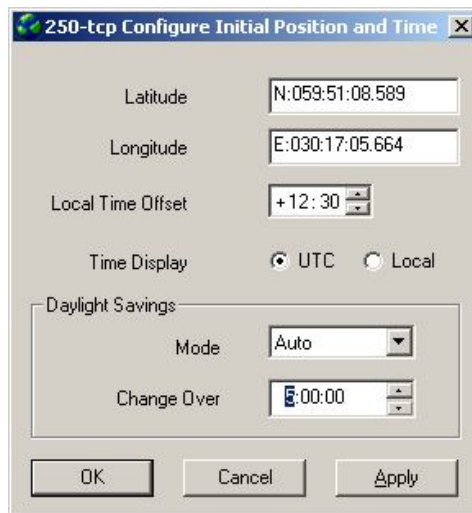 250-tcp Configure Initial Position and Time
Latitude N:059:51:08.589
Longitude E:030:17:05.664
Local Time Offset +12:30
Time Display UTC Local
Daylight Savings
Mode Auto
Change Over 5:00:00
OK Cancel Apply